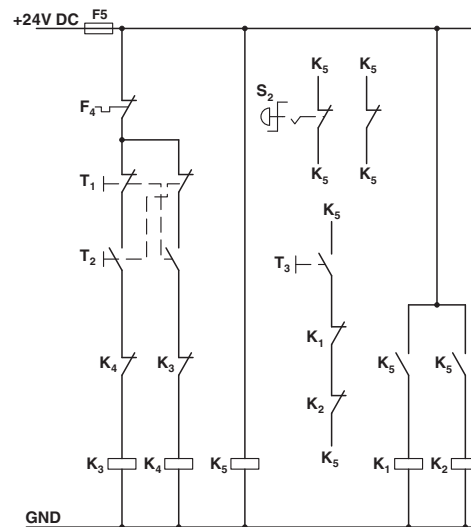 F5
+24V DC
K5 K5
S2
F4
K5 K5
T1
K5
T2 T3
K1
K4 K3 K5 K5
K2
K3 K4 K5 K5 K1 K2
GND